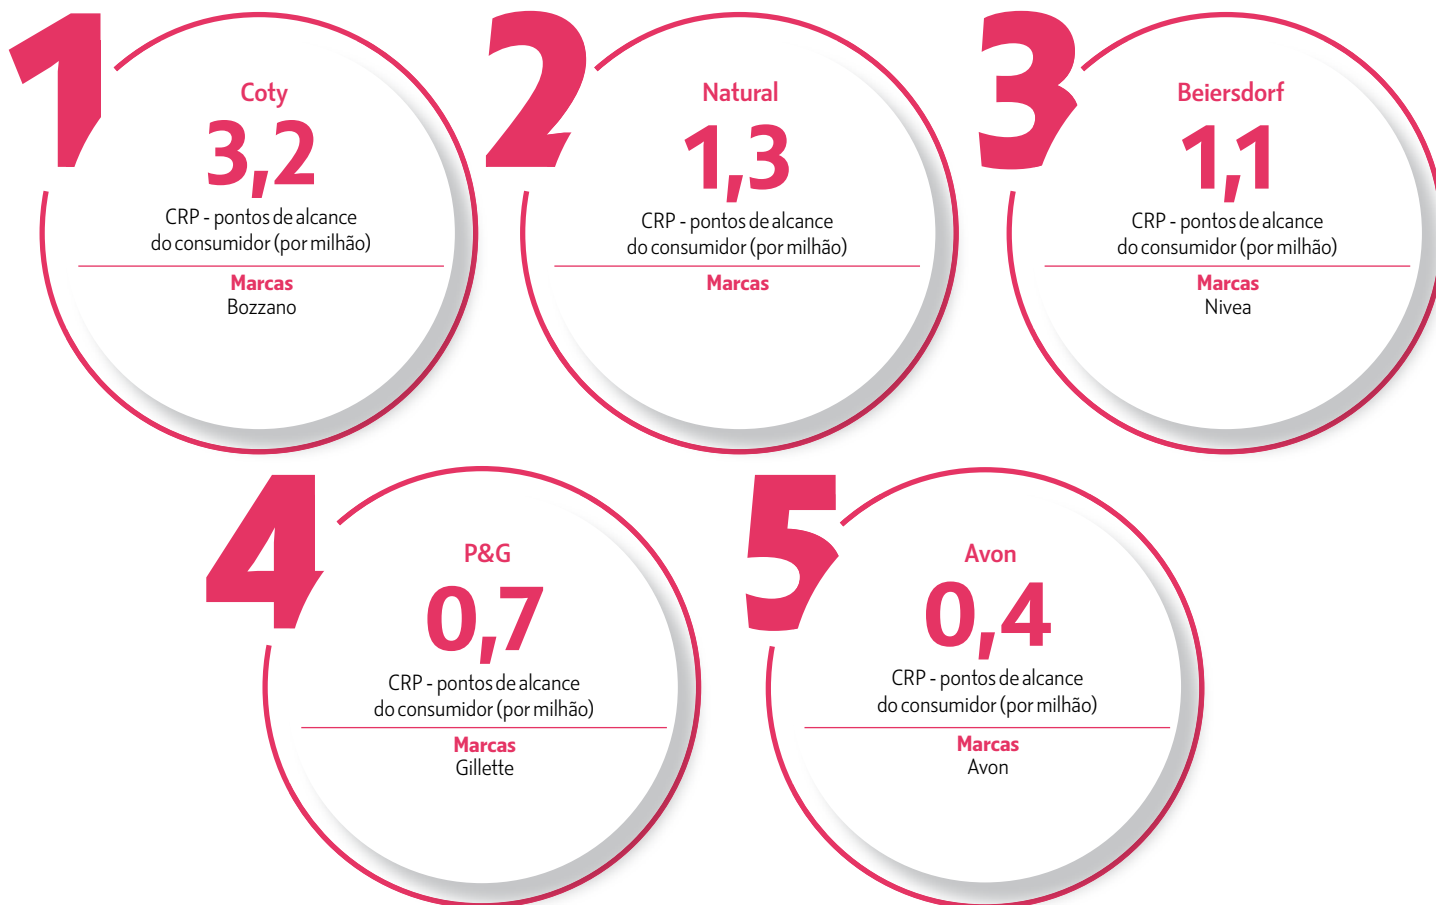 1
Coty
3,2
CRP - pontos de alcance
do consumidor (por milhão)
Marcas
Bozzano
2
Natural
1,3
CRP - pontos de alcance
do consumidor (por milhão)
Marcas
3
Beiersdorf
1,1
CRP - pontos de alcance
do consumidor (por milhão)
Marcas
Nivea
4
P&G
0,7
CRP - pontos de alcance
do consumidor (por milhão)
Marcas
Gillette
5
Avon
0,4
CRP - pontos de alcance
do consumidor (por milhão)
Marcas
Avon